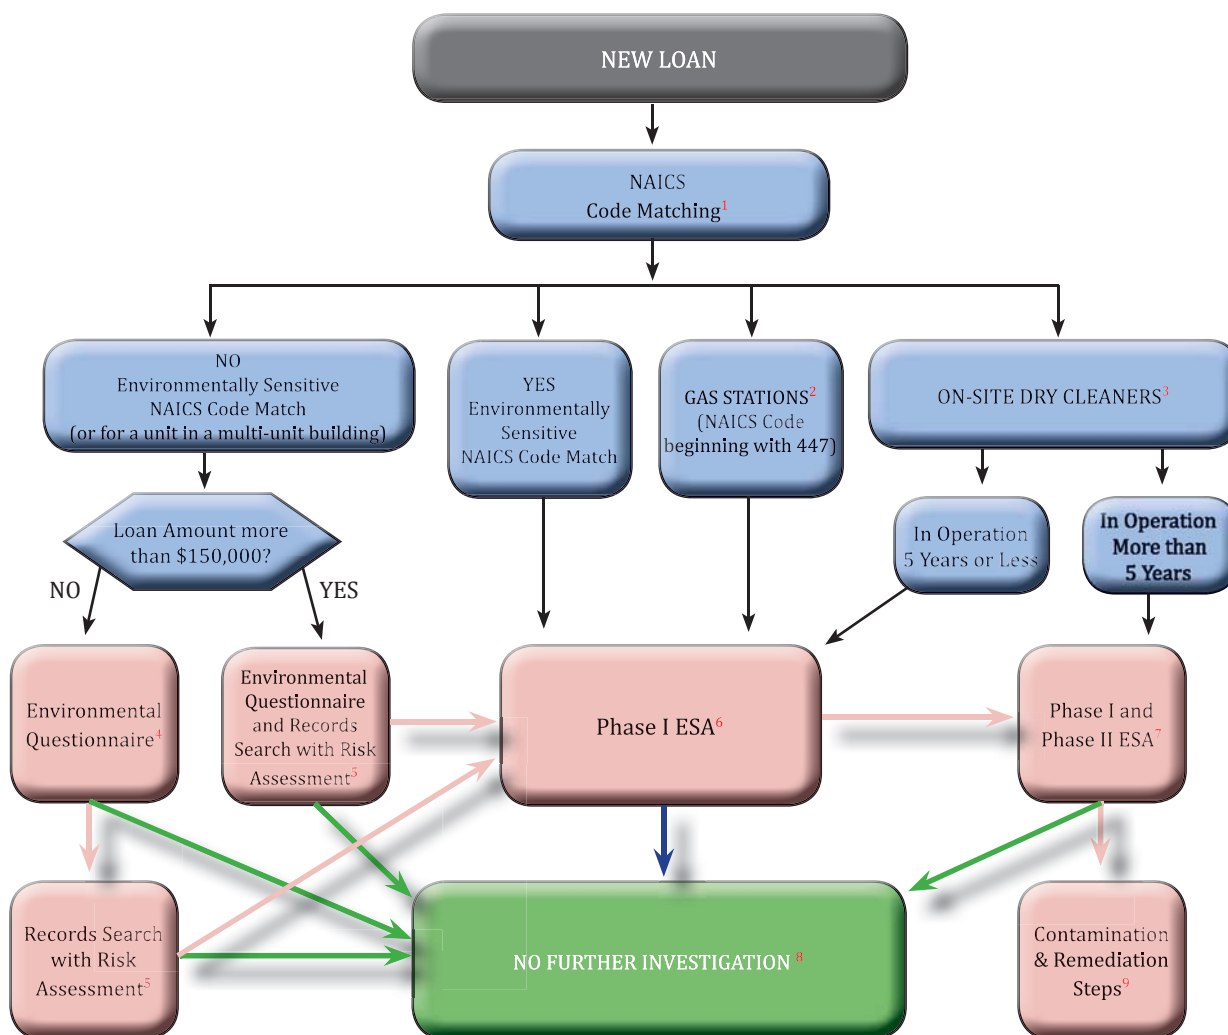 NEW LOAN
NAICS
Code Matching1
NO
Environmentally Sensitive
NAICS Code Match
(or for a unit in a multi-unit building)
YES
Environmentally
Sensitive
NAICS Code Match
GAS STATIONS2
(NAICS Code
beginning with 447)
ON-SITE DRY CLEANERS3
Loan Amount more
than $150,000?
NO
YES
In Operation
5 Years or Less
In Operation
More than
5 Years
Environmental
Questionnaire4
Environmental
Questionnaire
and Records
Search with Risk
Assessment5
Phase I ESA6
Phase I and
Phase II ESA7
Records Search
with Risk
Assessment5
NO FURTHER INVESTIGATION 8
Contamination
& Remediation
Steps9